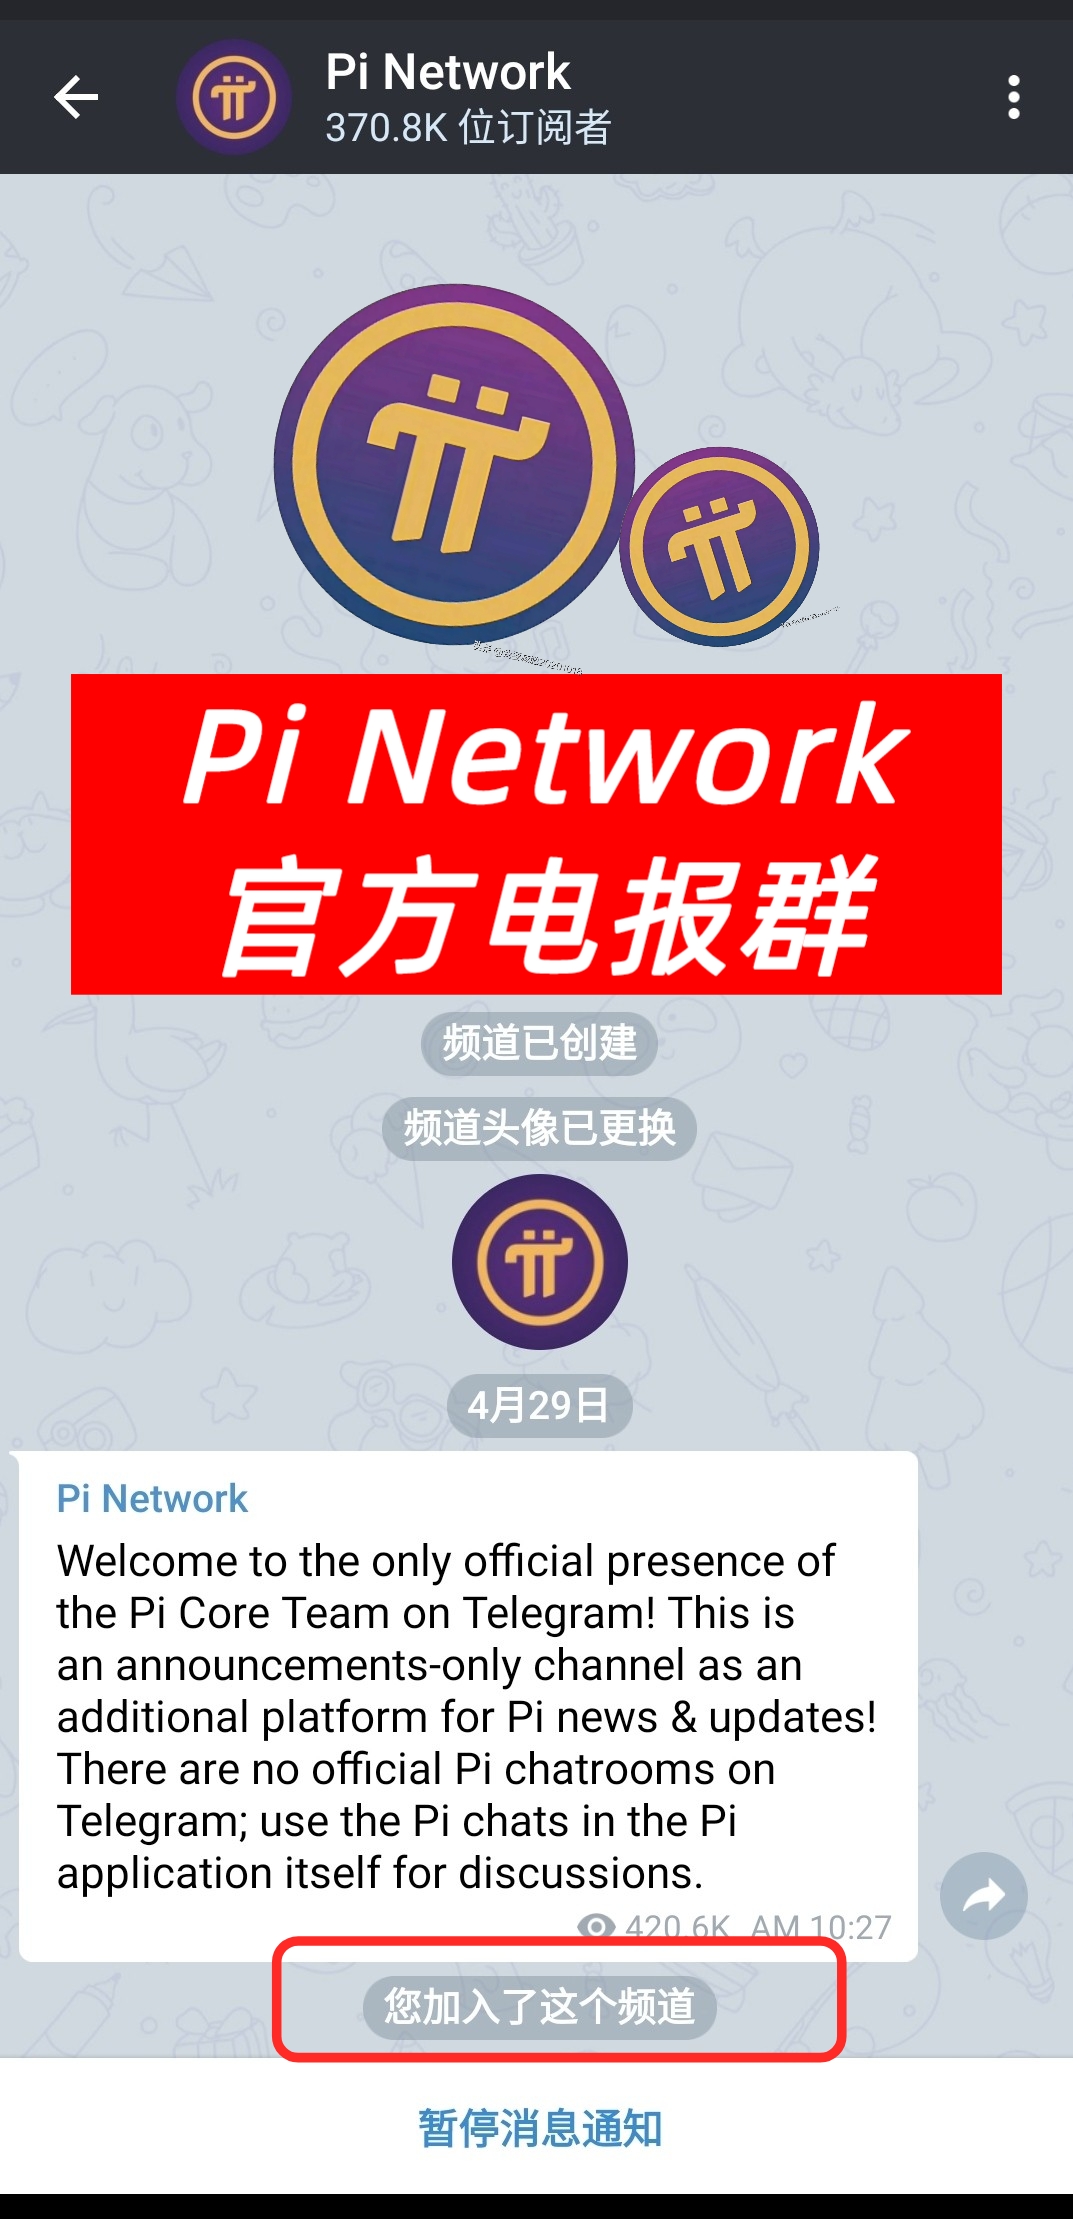 Pi Network
370.8K 位订阅者
Pi Network
官方电报群
频道已创建
频道头像已更换
4月29日
Pi Network
Welcome to the only official presence of
the Pi Core Team on Telegram! This is
an announcements-only channel as an
additional platform for Pi news & updates!
There are no official Pi chatrooms on
Telegram; use the Pi chats in the Pi
application itself for discussions.
420.6K AM 10:27
您加入了这个频道
暂停消息通知